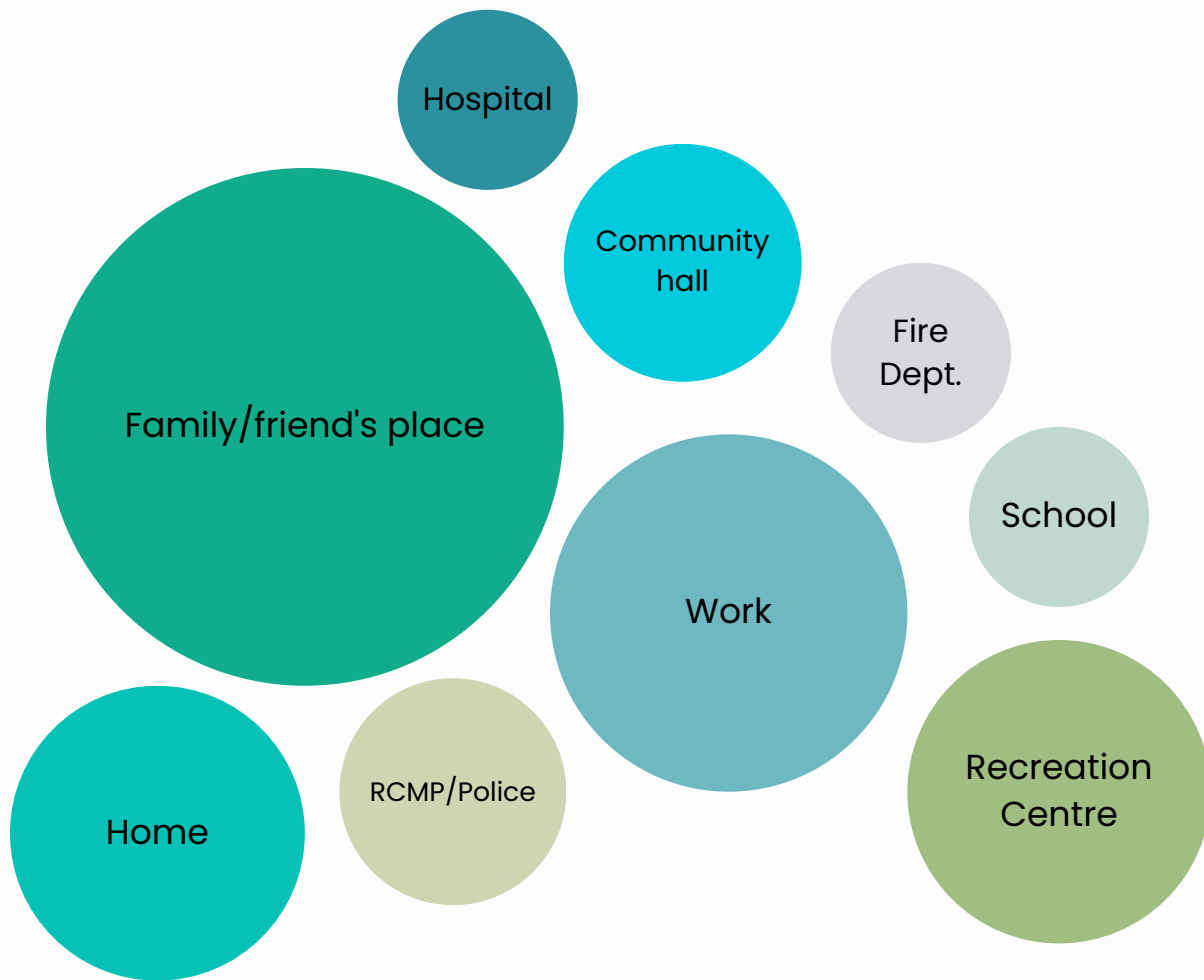 Hospital
Community
hall
Fire
Dept.
Family/friend's place
School
Work
Recreation
Centre
RCMP/Police
Home